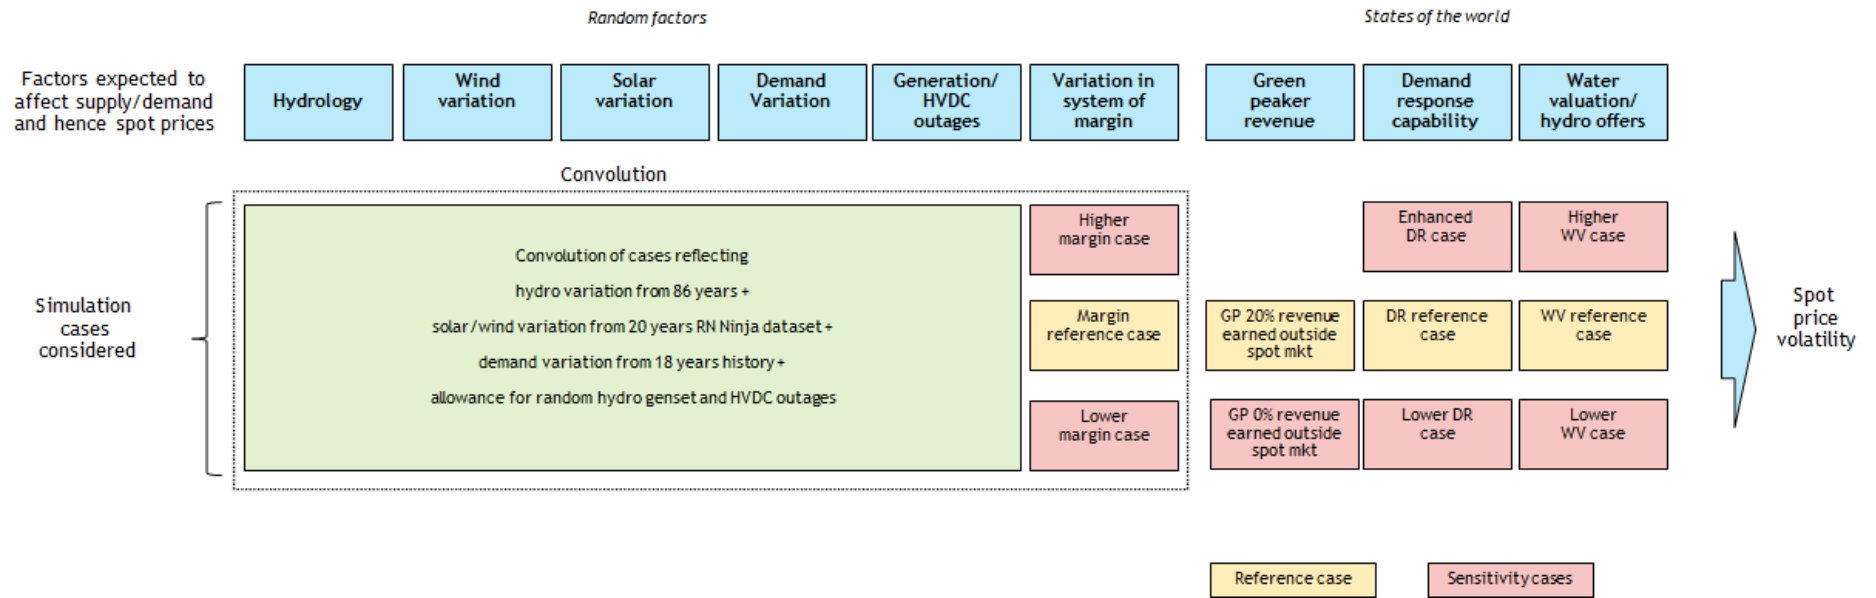 Random factors
States of the world
Factors expected to
affect supply/demand
and hence spot prices
Hydrology
Wind
variation
Solar
variation
Demand
Variation
Generation/
HVDC
outages
Variation in
system of
margin
Green
peaker
revenue
Demand
response
capability
Water
valuation/
hydro offers
Convolution
Simulation
cases
considered
Convolution of cases reflecting
hydro variation from 86 years +
solar/wind variation from 20 years RN Ninja dataset +
demand variation from 18 years history +
allowance for random hydro genset and HVDC outages
Higher
margin case
Enhanced
DR case
Higher
WV case
Margin
reference case
GP 20% revenue
earned outside
spot mkt
DR reference
case
WV reference
case
Lower
margin case
GP 0% revenue
earned outside
spot mkt
Lower DR
case
Lower
WV case
Spot
price
volatility
Reference case
Sensitivity cases